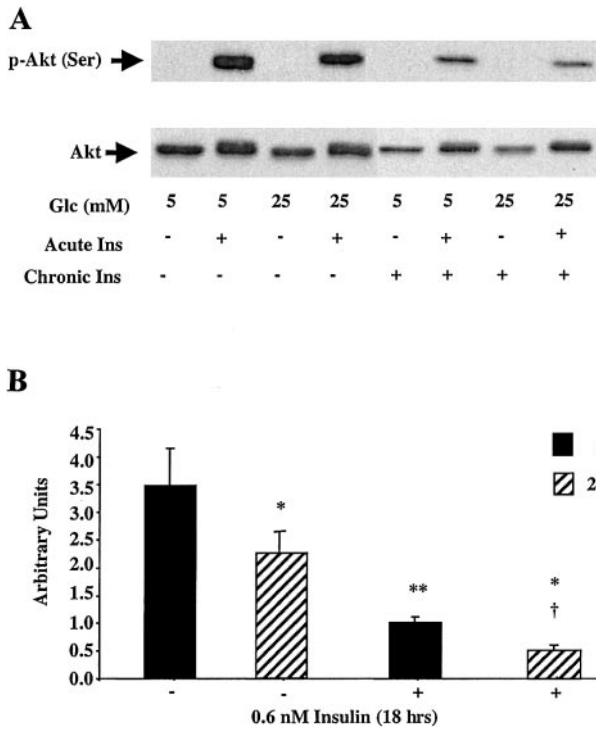 A
p-Akt (Ser)
Akt
Glc (mM) 5 5 25 25 5 5 25 25
Acute Ins - + - + - + - +
Chronic Ins - - - - + + + +
B
4.5
4.0
3.5
3.0
2.5
2.0
1.5
1.0
0.5
0.0
Arbitrary Units
*
**
*
†
2
- - + +
0.6 nM Insulin (18 hrs)